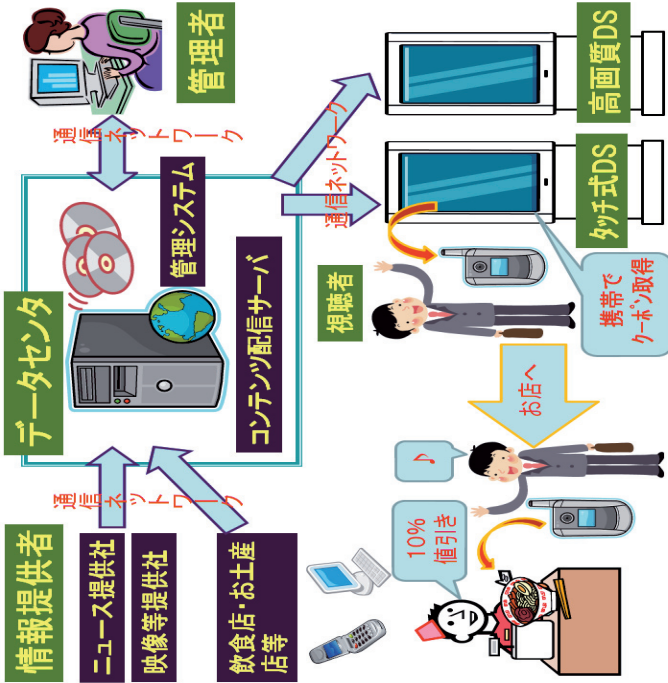 情報提供者
ニュース提供社
映像等提供社
飲食店・お土産
店等
通信ネットワーク
データセンタ
管理システム
コンテンツ配信サーバ
通信ネットワーク
管理者
通信ネットワーク
高画質DS
タッチ式DS
視聴者
携帯で
クーポン取得
お店へ
♪
10%
値引き